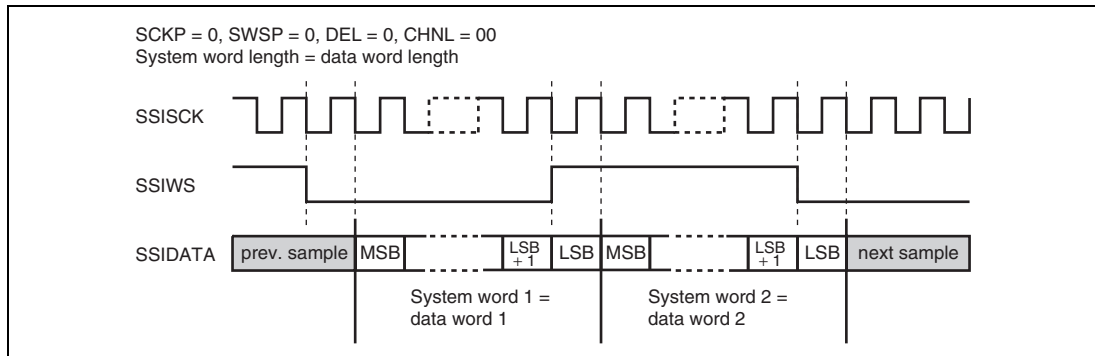 SCKP = 0, SWSP = 0, DEL = 0, CHNL = 00
System word length = data word length
SSISCK
SSIWS
SSIDATA
prev. sample
MSB
LSB
+ 1
LSB
MSB
LSB
+ 1
LSB
next sample
System word 1 =
data word 1
System word 2 =
data word 2